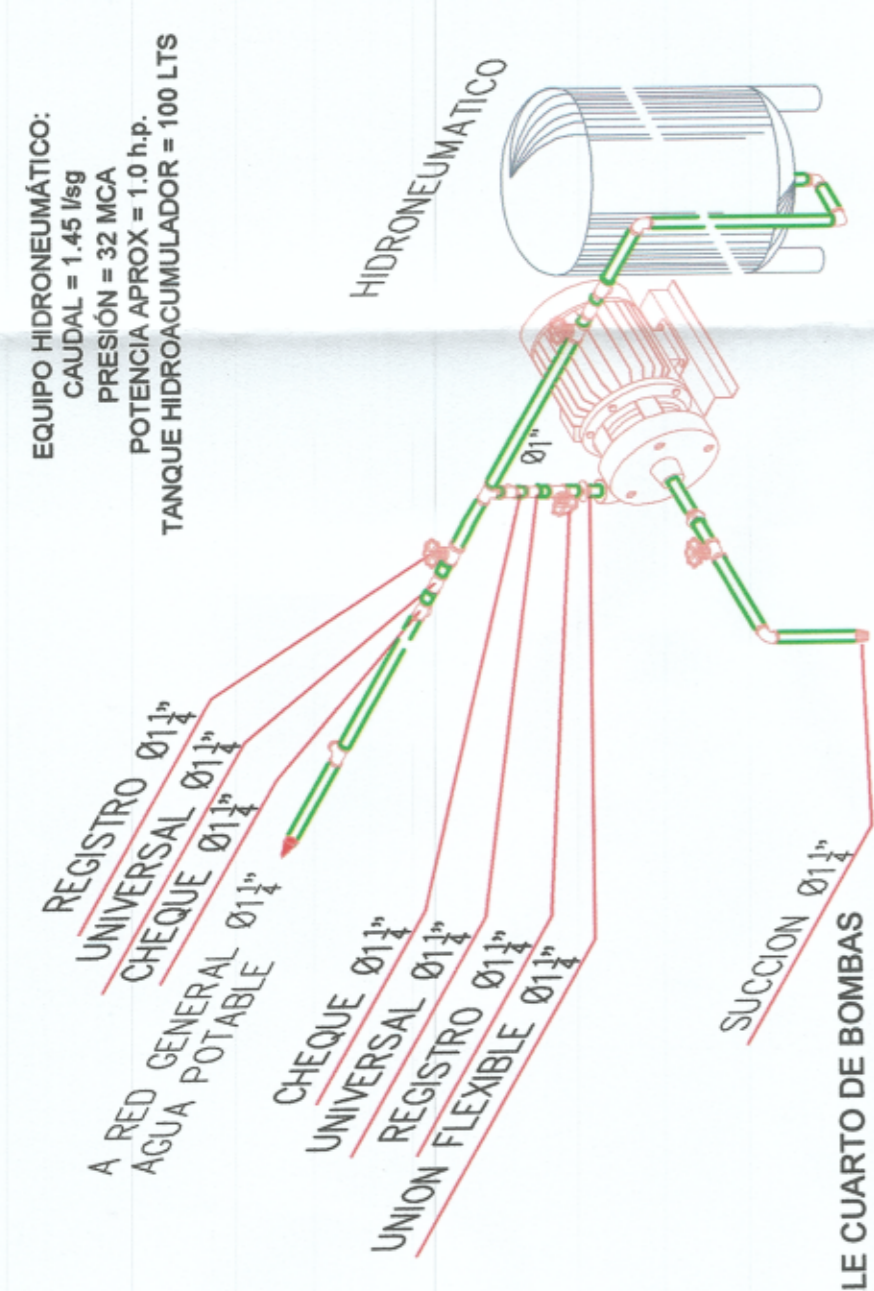 EQUIPO HIDRONEUMÁTICO:
CAUDAL = 1.45 l/sg
PRESIÓN = 32 MCA
POTENCIA APROX = 1.0 h.p.
TANQUE HIDROACUMULADOR = 100 LTS
HIDRONEUMATICO
Ø1"
REGISTRO Ø1¼"
UNIVERSAL Ø1¼"
CHEQUE Ø1¼"
A RED GENERAL Ø1¼"
AGUA POTABLE
CHEQUE Ø1¼"
UNIVERSAL Ø1¼"
REGISTRO Ø1¼"
UNION FLEXIBLE Ø1¼"
SUCCION Ø1¼"
LE CUARTO DE BOMBAS